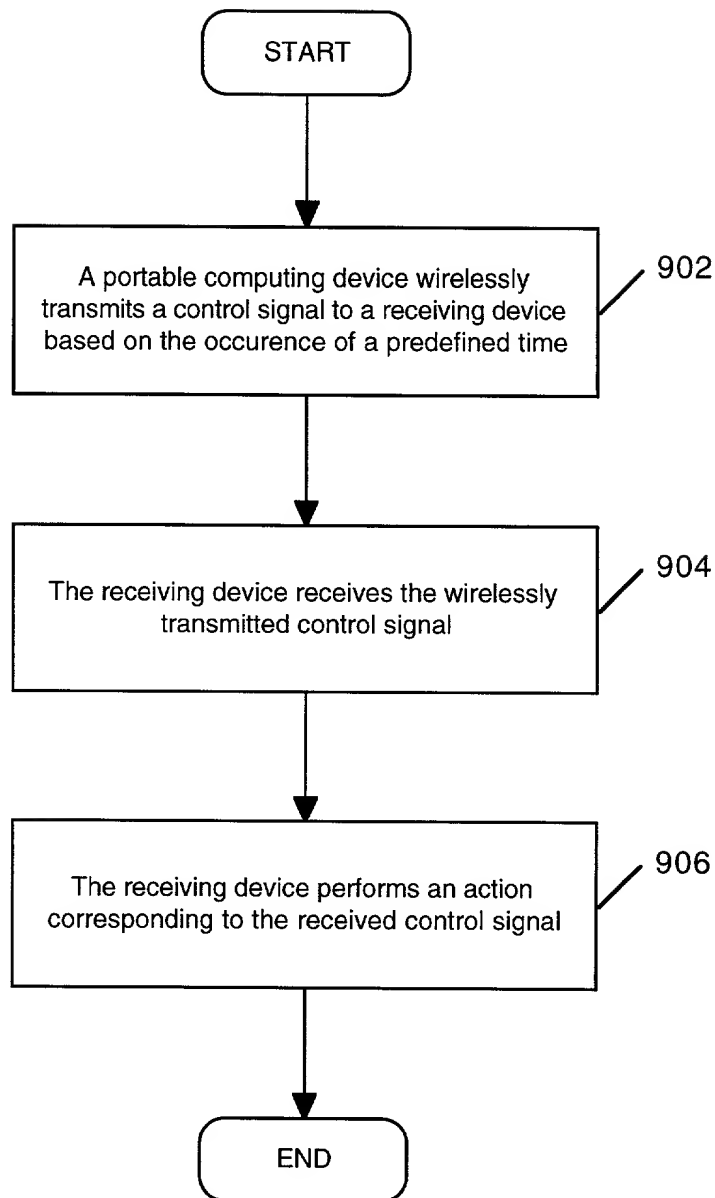 START
A portable computing device wirelessly
transmits a control signal to a receiving device
based on the occurence of a predefined time
902
The receiving device receives the wirelessly
transmitted control signal
904
The receiving device performs an action
corresponding to the received control signal
906
END